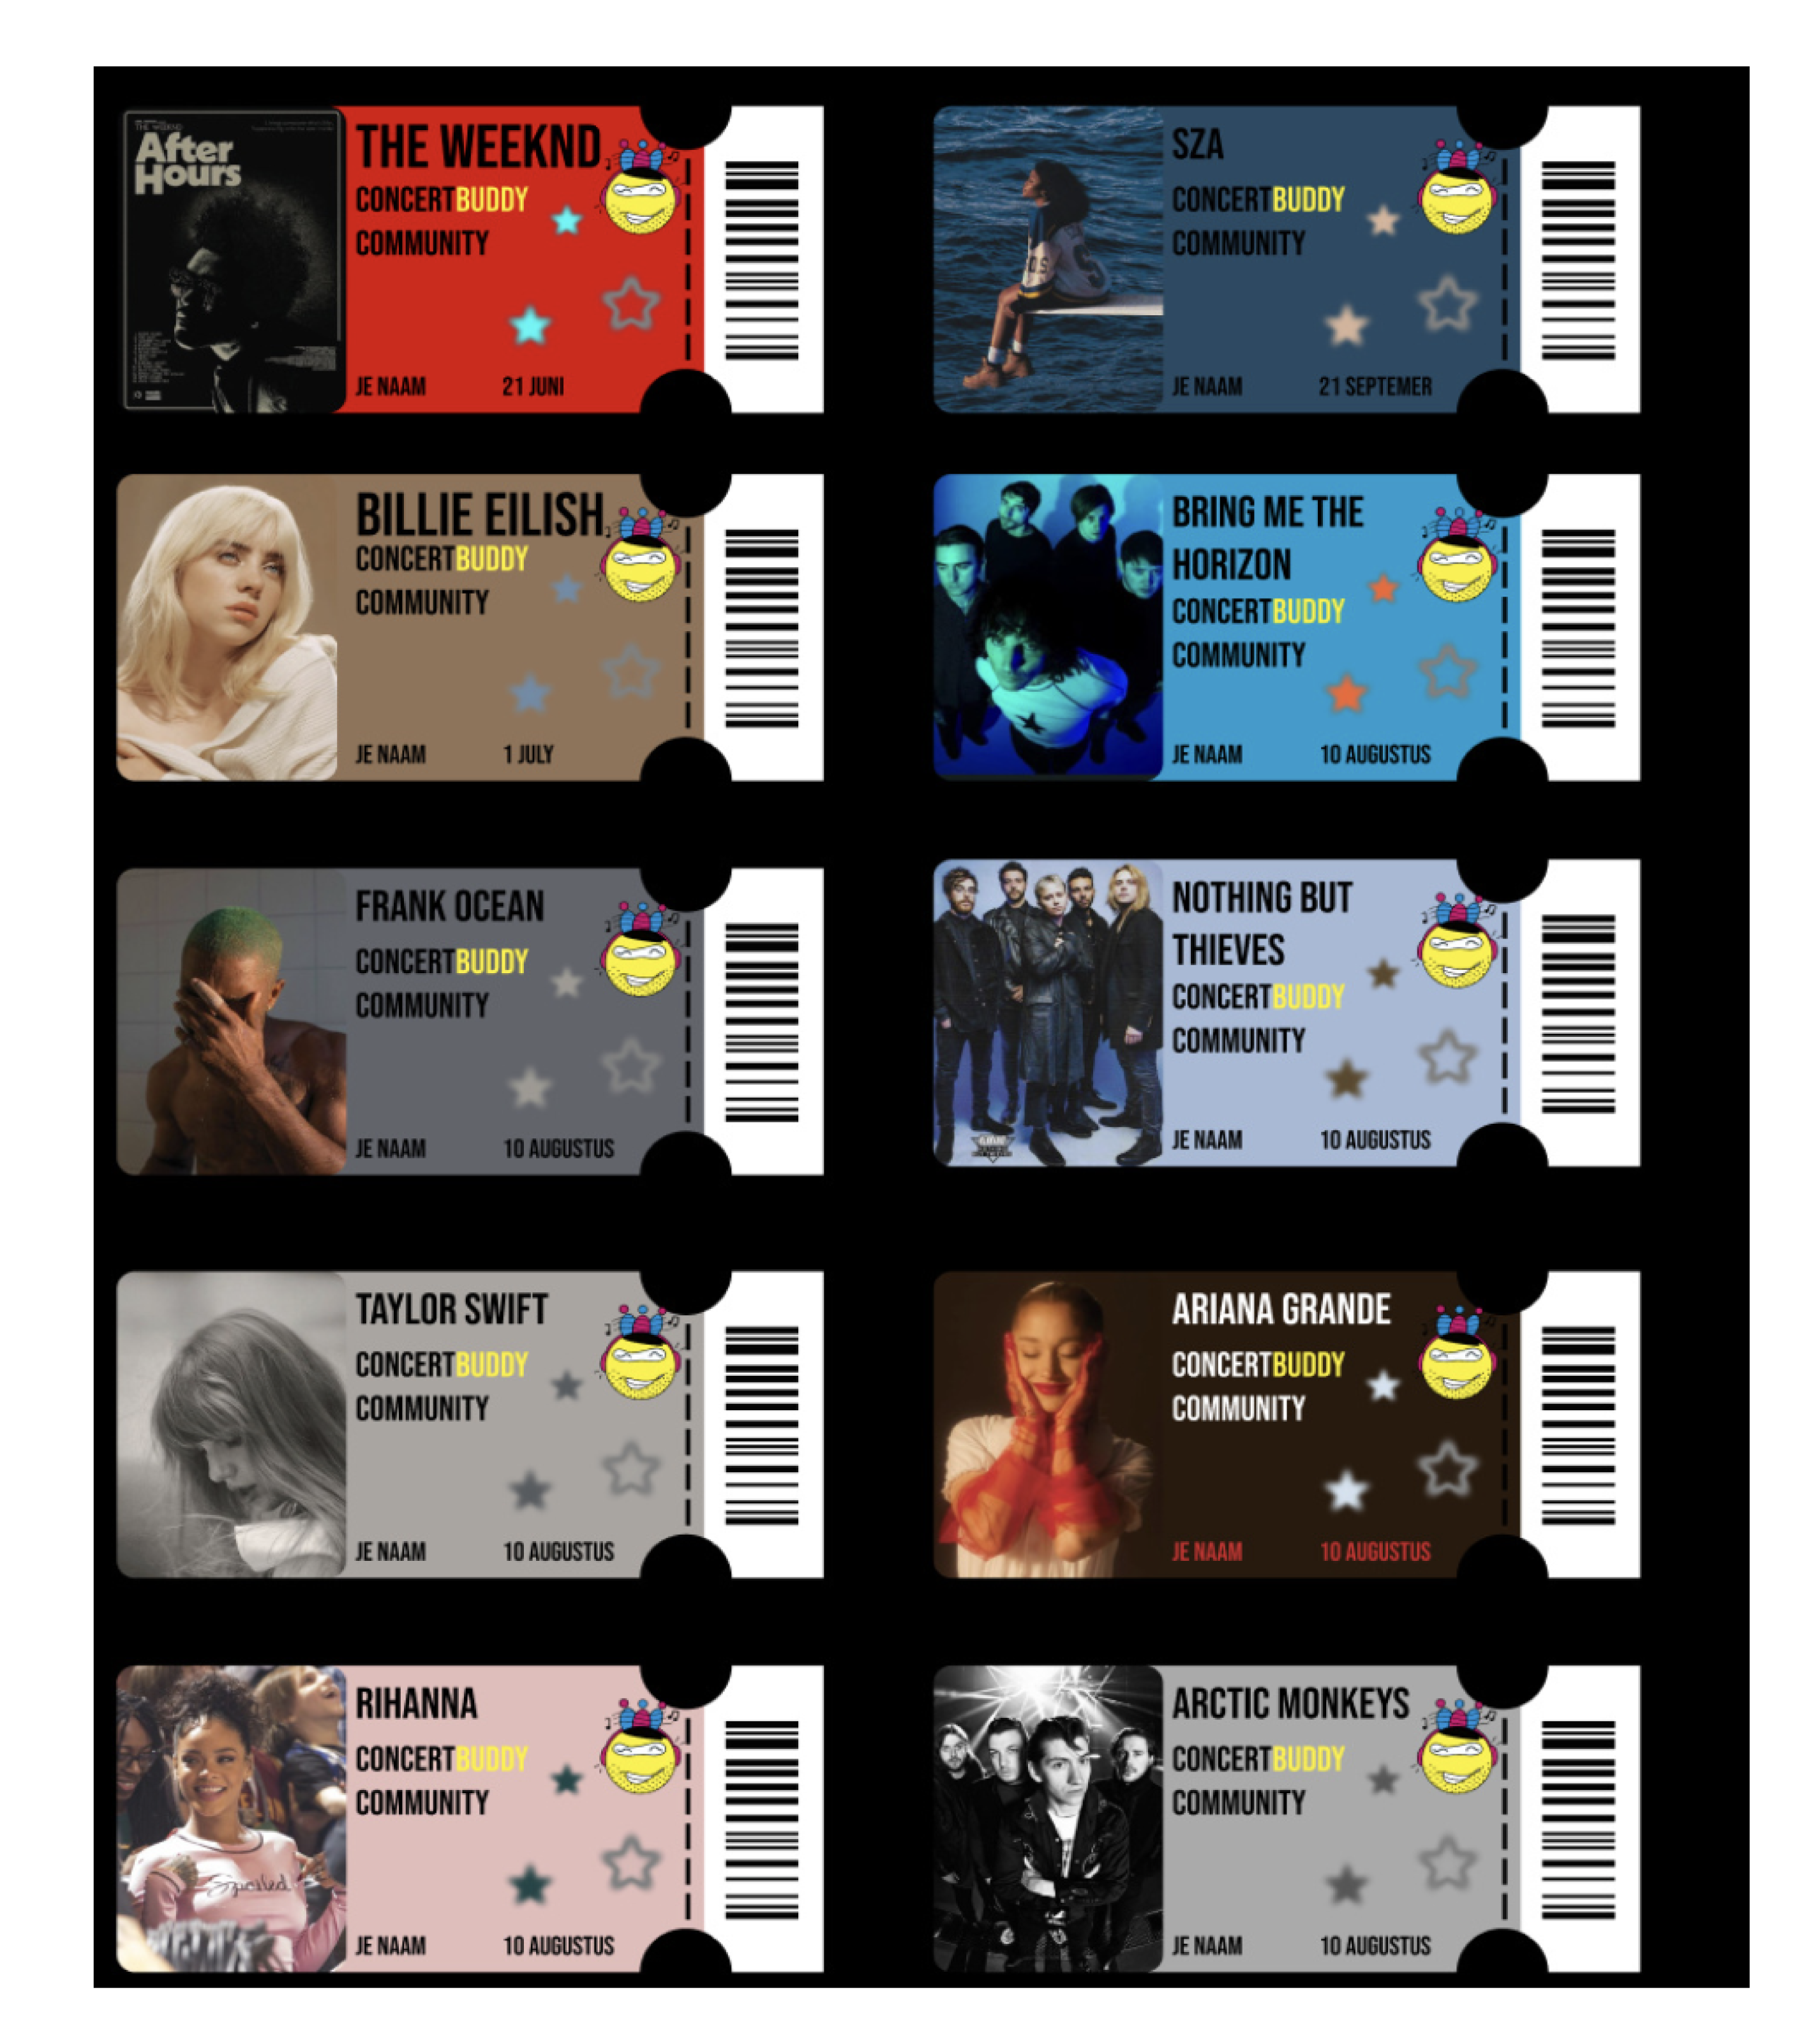 THE WEEKND
After
Hours
THE WEEKND
CONCERTBUDDY
COMMUNITY
JE NAAM 21 JUNI
SZA
CONCERTBUDDY
COMMUNITY
JE NAAM 21 SEPTEMER
BILLIE EILISH
CONCERTBUDDY
COMMUNITY
JE NAAM 1 JULY
BRING ME THE
HORIZON
CONCERTBUDDY
COMMUNITY
JE NAAM 10 AUGUSTUS
FRANK OCEAN
CONCERTBUDDY
COMMUNITY
JE NAAM 10 AUGUSTUS
NOTHING BUT
THIEVES
CONCERTBUDDY
COMMUNITY
JE NAAM 10 AUGUSTUS
TAYLOR SWIFT
CONCERTBUDDY
COMMUNITY
JE NAAM 10 AUGUSTUS
ARIANA GRANDE
CONCERTBUDDY
COMMUNITY
JE NAAM 10 AUGUSTUS
RIHANNA
CONCERTBUDDY
COMMUNITY
JE NAAM 10 AUGUSTUS
ARCTIC MONKEYS
CONCERTBUDDY
COMMUNITY
JE NAAM 10 AUGUSTUS